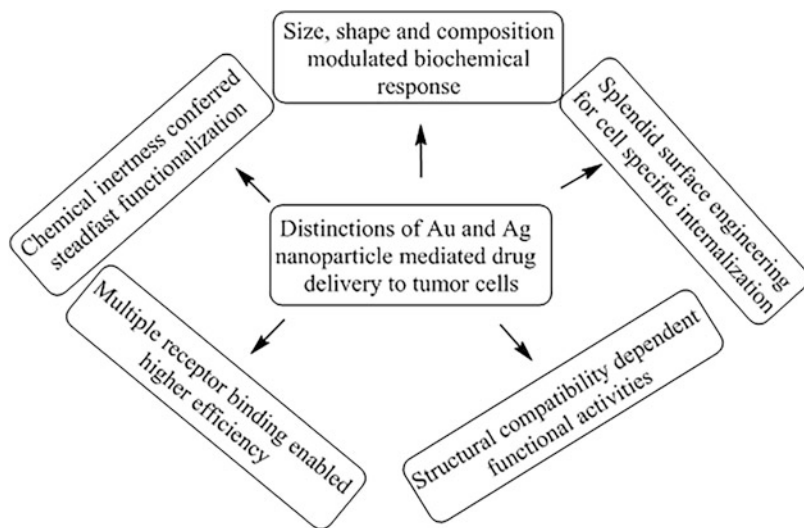 Size, shape and composition
modulated biochemical
response
Chemical inertness conferred
steadfast functionalization
Splendid surface engineering
for cell specific
internalization
Distinctions of Au and Ag
nanoparticle mediated drug
delivery to tumor cells
Multiple receptor binding enabled
higher efficiency
Structural compatibility dependent
functional activities